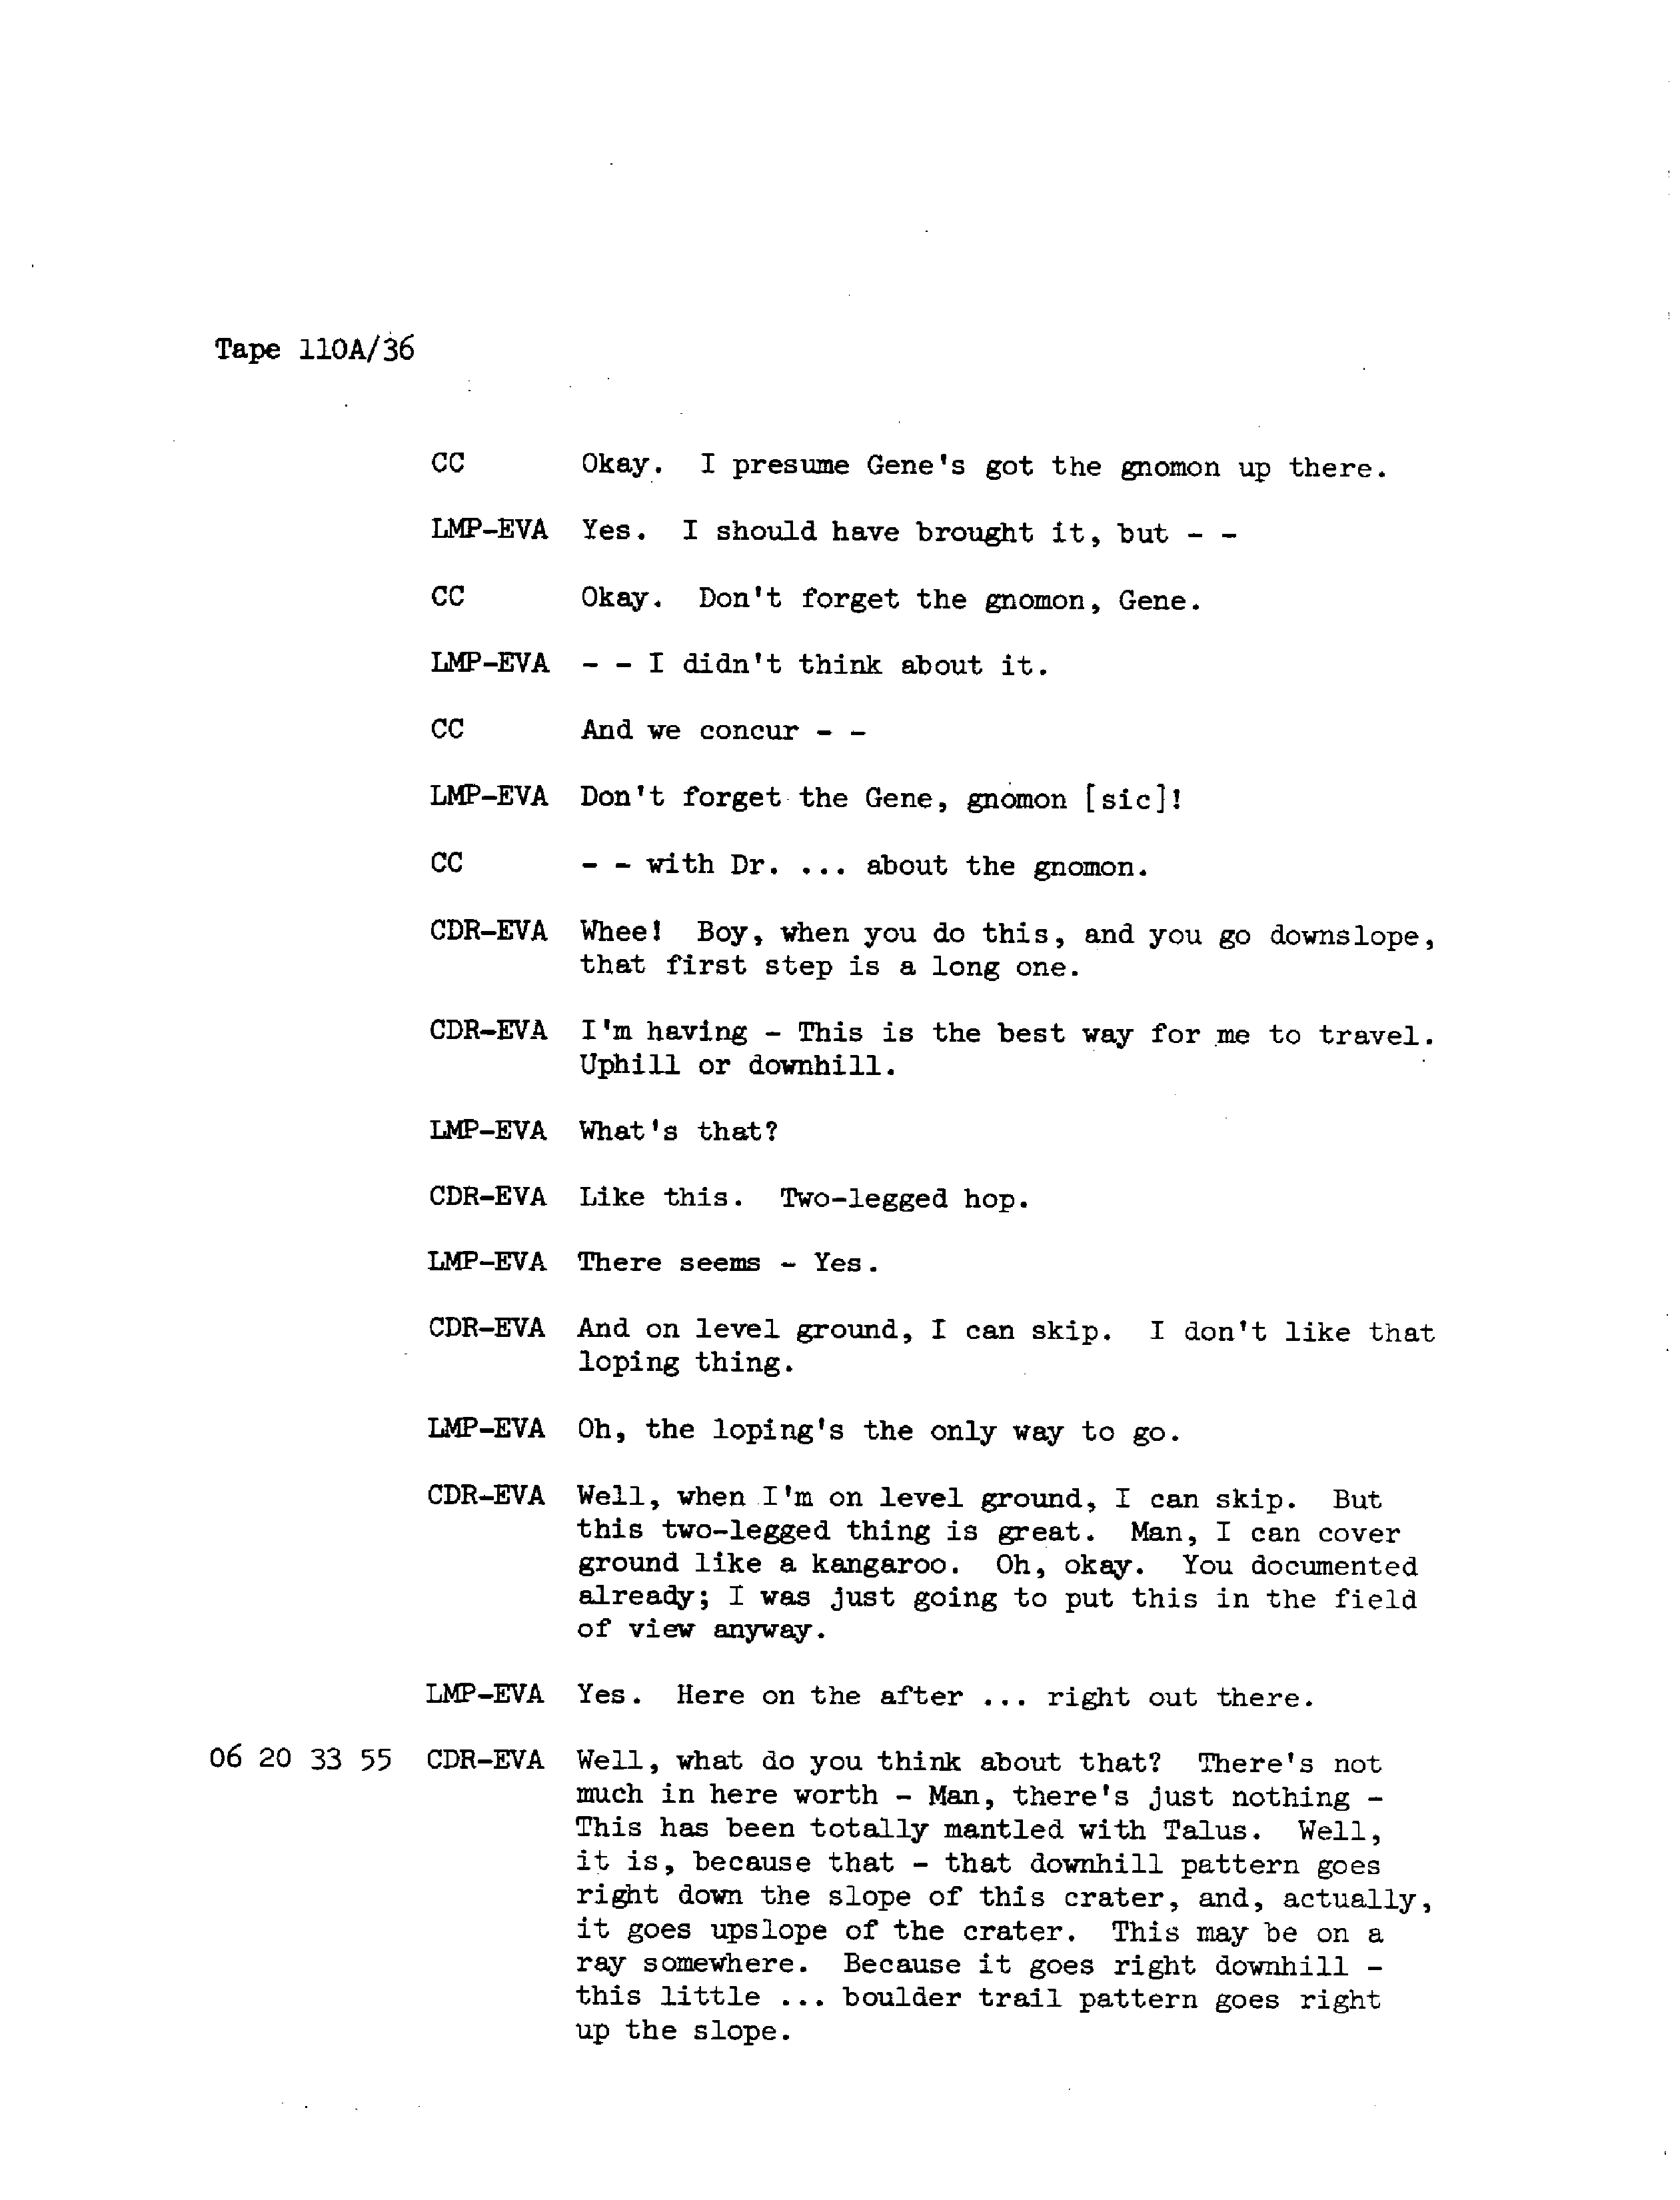 Tape 110A/36
CC Okay. I presume Gene's got the gnomon up there.
LMP-EVA Yes. I should have brought it, but - -
CC Okay. Don't forget the gnomon, Gene.
LMP-EVA - - I didn't think about it.
CC And we concur - -
LMP-EVA Don't forget the Gene, gnomon [sic]!
CC - - with Dr. ... about the gnomon.
CDR-EVA Whee! Boy, when you do this, and you go downslope,
that first step is a long one.
CDR-EVA I'm having - This is the best way for me to travel.
Uphill or downhill.
LMP-EVA What's that?
CDR-EVA Like this. Two-legged hop.
LMP-EVA There seems - Yes.
CDR-EVA And on level ground, I can skip. I don't like that
loping thing.
LMP-EVA Oh, the loping's the only way to go.
CDR-EVA Well, when I'm on level ground, I can skip. But
this two-legged thing is great. Man, I can cover
ground like a kangaroo. Oh, okay. You documented
already; I was just going to put this in the field
of view anyway.
LMP-EVA Yes. Here on the after ... right out there.
06 20 33 55 CDR-EVA Well, what do you think about that? There's not
much in here worth - Man, there's just nothing -
This has been totally mantled with Talus. Well,
it is, because that - that downhill pattern goes
right down the slope of this crater, and, actually,
it goes upslope of the crater. This may be on a
ray somewhere. Because it goes right downhill -
this little ... boulder trail pattern goes right
up the slope.